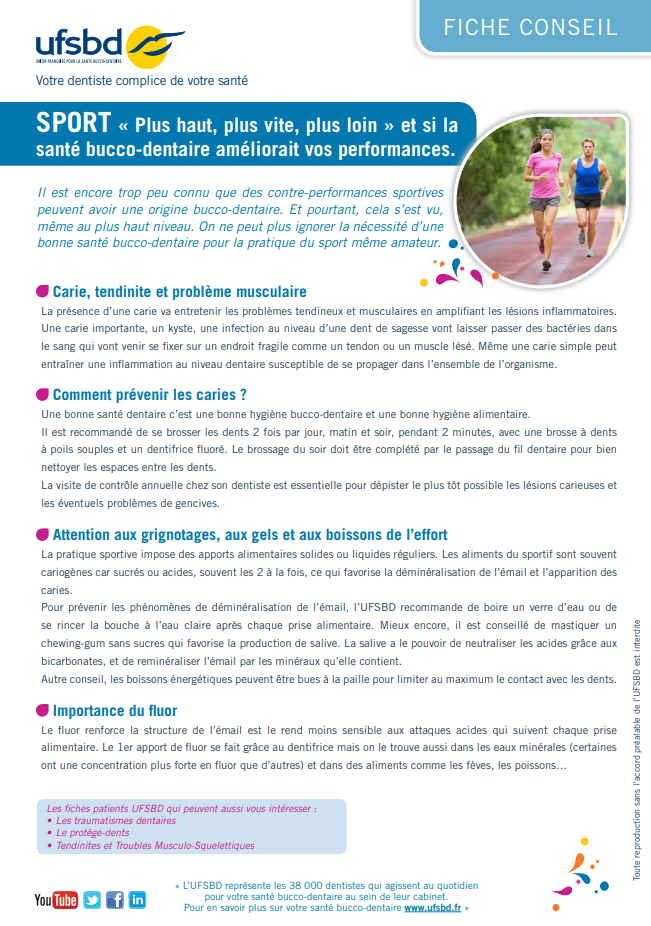 FICHE CONSEIL
ufsbd
UNION FRANÇAISE POUR LA SANTÉ BUCCO-DENTAIRE
Votre dentiste complice de votre santé
SPORT « Plus haut, plus vite, plus loin » et si la
santé bucco-dentaire améliorait vos performances.
Il est encore trop peu connu que des contre-performances sportives
peuvent avoir une origine bucco-dentaire. Et pourtant, cela s'est vu,
même au plus haut niveau. On ne peut plus ignorer la nécessité d'une
bonne santé bucco-dentaire pour la pratique du sport même amateur.
Carie, tendinite et problème musculaire
La présence d'une carie va entretenir les problèmes tendineux et musculaires en amplifiant les lésions inflammatoires.
Une carie importante, un kyste, une infection au niveau d'une dent de sagesse vont laisser passer des bactéries dans
le sang qui vont venir se fixer sur un endroit fragile comme un tendon ou un muscle lésé. Même une carie simple peut
entraîner une inflammation au niveau dentaire susceptible de se propager dans l'ensemble de l'organisme.
Comment prévenir les caries ?
Une bonne santé dentaire c'est une bonne hygiène bucco-dentaire et une bonne hygiène alimentaire.
Il est recommandé de se brosser les dents 2 fois par jour, matin et soir, pendant 2 minutes, avec une brosse à dents
à poils souples et un dentifrice fluoré. Le brossage du soir doit être complété par le passage du fil dentaire pour bien
nettoyer les espaces entre les dents.
La visite de contrôle annuelle chez son dentiste est essentielle pour dépister le plus tôt possible les lésions carieuses et
les éventuels problèmes de gencives.
Attention aux grignotages, aux gels et aux boissons de l'effort
La pratique sportive impose des apports alimentaires solides ou liquides réguliers. Les aliments du sportif sont souvent
cariogènes car sucrés ou acides, souvent les 2 à la fois, ce qui favorise la déminéralisation de l'émail et l'apparition des
caries.
Pour prévenir les phénomènes de déminéralisation de l'émail, l'UFSBD recommande de boire un verre d'eau ou de
se rincer la bouche à l'eau claire après chaque prise alimentaire. Mieux encore, il est conseillé de mastiquer un
chewing-gum sans sucres qui favorise la production de salive. La salive a le pouvoir de neutraliser les acides grâce aux
bicarbonates, et de reminéraliser l'émail par les minéraux qu'elle contient.
Autre conseil, les boissons énergétiques peuvent être bues à la paille pour limiter au maximum le contact avec les dents.
Importance du fluor
Le fluor renforce la structure de l'émail est le rend moins sensible aux attaques acides qui suivent chaque prise
alimentaire. Le 1er apport de fluor se fait grâce au dentifrice mais on le trouve aussi dans les eaux minérales (certaines
ont une concentration plus forte en fluor que d'autres) et dans des aliments comme les fèves, les poissons…
Les fiches patients UFSBD qui peuvent aussi vous intéresser :
• Les traumatismes dentaires
• Le protège-dents
• Tendinites et Troubles Musculo-Squelettiques
YouTube
f
in
« L'UFSBD représente les 38 000 dentistes qui agissent au quotidien
pour votre santé bucco-dentaire au sein de leur cabinet.
Pour en savoir plus sur votre santé bucco-dentaire www.ufsbd.fr »
Toute reproduction sans l'accord préalable de l'UFSBD est interdite